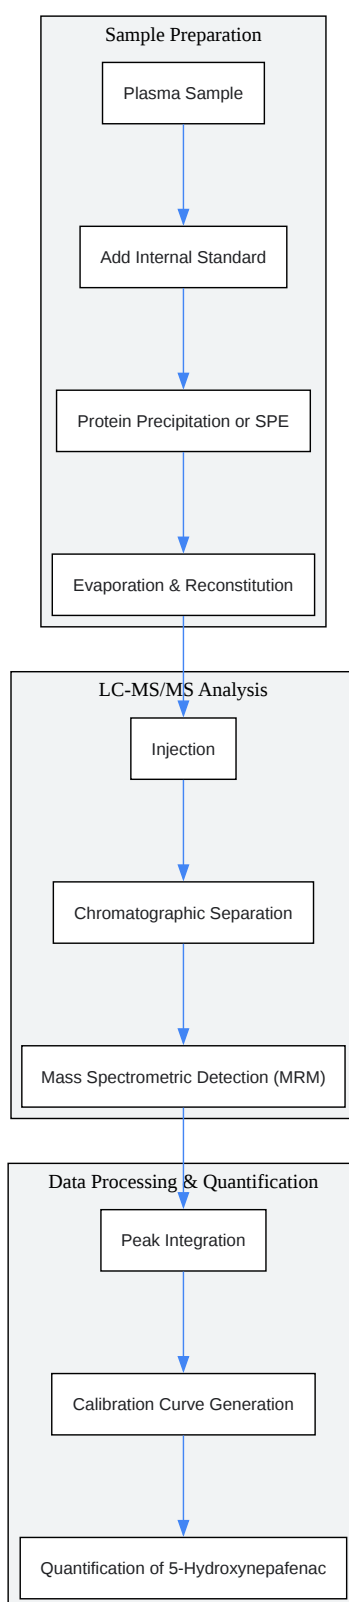 Sample Preparation
Plasma Sample
Add Internal Standard
Protein Precipitation or SPE
Evaporation & Reconstitution
LC-MS/MS Analysis
Injection
Chromatographic Separation
Mass Spectrometric Detection (MRM)
Data Processing & Quantification
Peak Integration
Calibration Curve Generation
Quantification of 5-Hydroxynepafenac